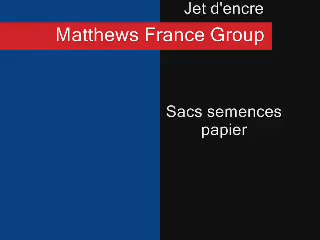 Jet d'encre
Matthews France Group
Sacs semences
papier